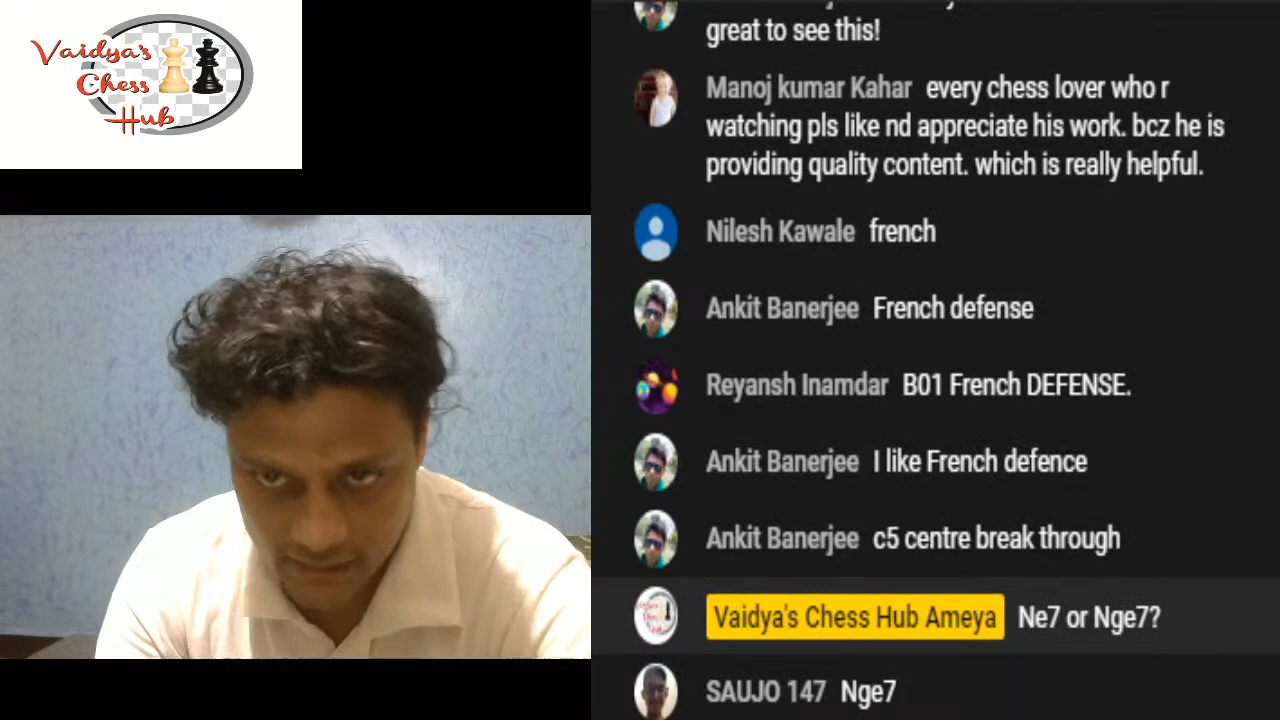 Vaidya's
Chess
Hub
great to see this!
Manoj kumar Kahar every chess lover who r
watching pls like nd appreciate his work. bcz he is
providing quality content. which is really helpful.
Nilesh Kawale french
Ankit Banerjee French defense
Reyansh Inamdar B01 French DEFENSE.
Ankit Banerjee I like French defence
Ankit Banerjee c5 centre break through
Vaidya's Chess Hub Ameya Ne7 or Nge7?
SAUJO 147 Nge7